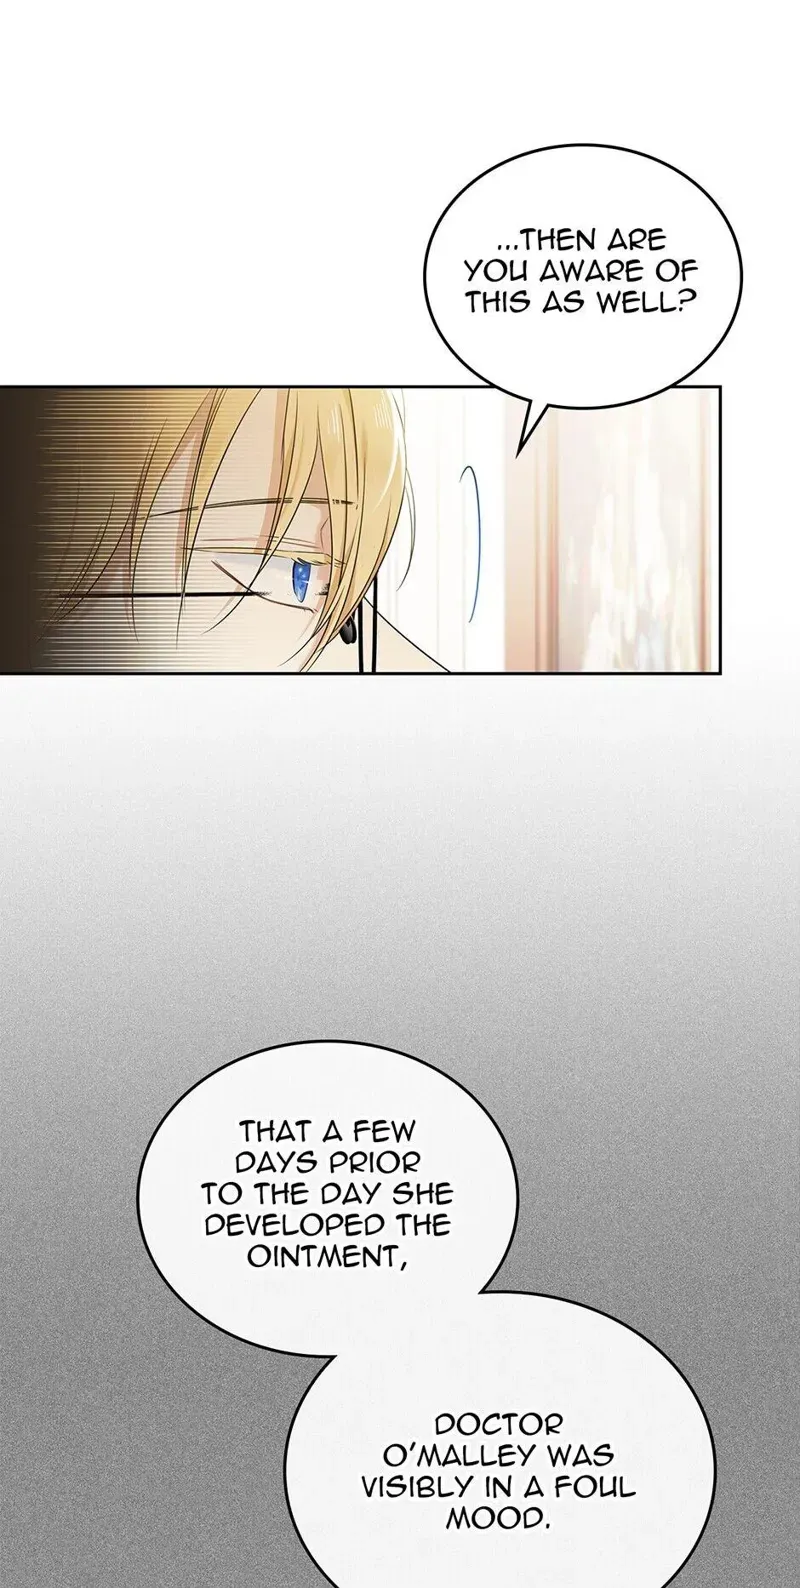 ...THEN ARE
YOU AWARE OF
THIS AS WELL?
THAT A FEW
DAYS PRIOR
TO THE DAY SHE
DEVELOPED THE
OINTMENT,
DOCTOR
O'MALLEY WAS
VISIBLY IN A FOUL
MOOD.